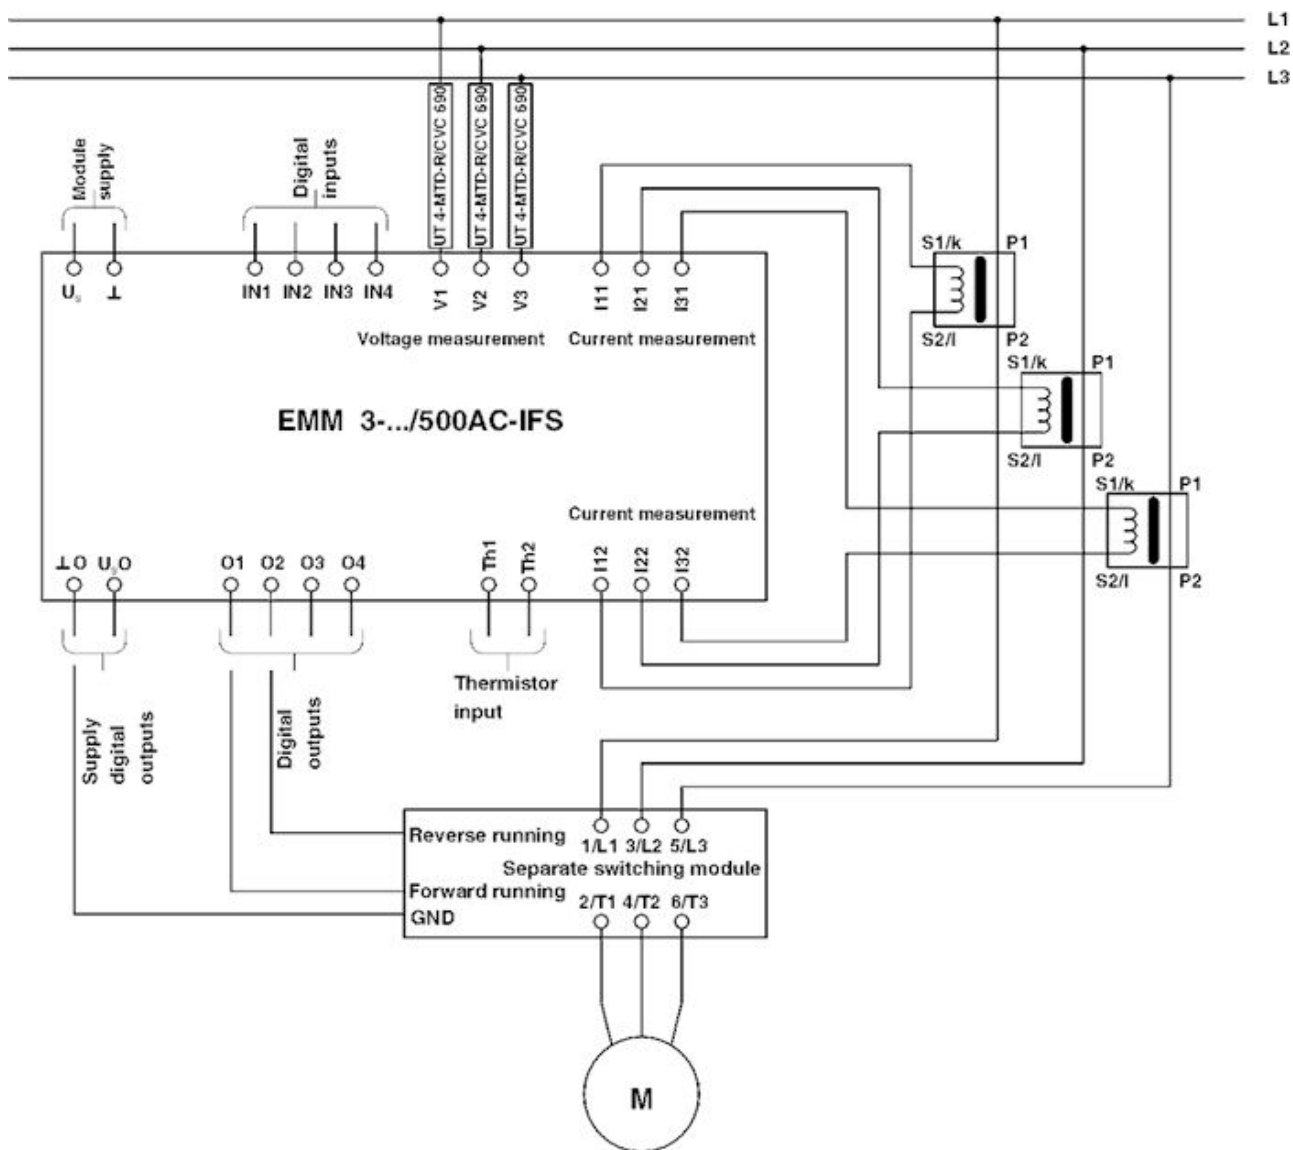 L1
L2
L3
Module
supply
Digital
inputs
UT 4-MTD-R/CVC 690
UT 4-MTD-R/CVC 690
UT 4-MTD-R/CVC 690
S1/k
P1
S2/l
P2
S1/k
P1
S2/l
P2
S1/k
P1
S2/l
P2
Us
⊥
IN1
IN2
IN3
IN4
V1
V2
V3
I11
I21
I31
Voltage measurement
Current measurement
EMM 3-.../500AC-IFS
Current measurement
⊥O
UsO
O1
O2
O3
O4
Th1
Th2
I12
I22
I32
Supply
digital
outputs
Digital
outputs
Thermistor
input
Reverse running
1/L1 3/L2 5/L3
Separate switching module
Forward running
2/T1 4/T2 6/T3
GND
M